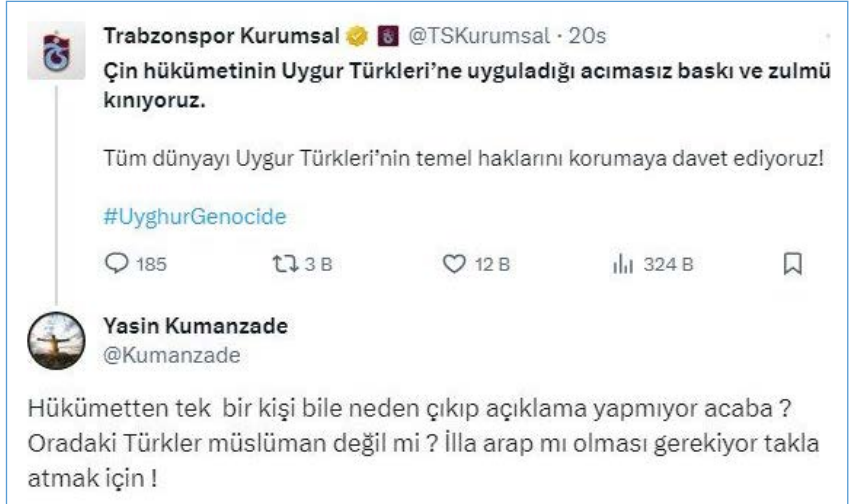 Trabzonspor Kurumsal @TSKurumsal · 20s
Çin hükümetinin Uygur Türkleri’ne uyguladığı acımasız baskı ve zulmü
kınıyoruz.
Tüm dünyayı Uygur Türkleri’nin temel haklarını korumaya davet ediyoruz!
#UyghurGenocide
185 3 B 12 B 324 B
Yasin Kumanzade
@Kumanzade
Hükümetten tek bir kişi bile neden çıkıp açıklama yapmıyor acaba ?
Oradaki Türkler müslüman değil mi ? İlla arap mı olması gerekiyor takla
atmak için !